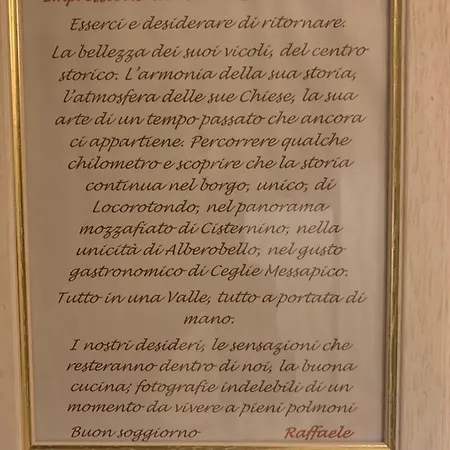 Esserci e desiderare di ritornare.
La bellezza dei suoi vicoli, del centro
storico. L'armonia della sua storia,
l'atmosfera delle sue Chiese, la sua
arte di un tempo passato che ancora
ci appartiene. Percorrere qualche
chilometro e scoprire che la storia
continua nel borgo, unico, di
Locorotondo, nel panorama
mozzafiato di Cisternino, nella
unicità di Alberobello, nel gusto
gastronomico di Ceglie Messapico.
Tutto in una Valle, tutto a portata di
mano.
I nostri desideri, le sensazioni che
resteranno dentro di noi, la buona
cucina; fotografie indelebili di un
momento da vivere a pieni polmoni
Buon soggiorno Raffaele